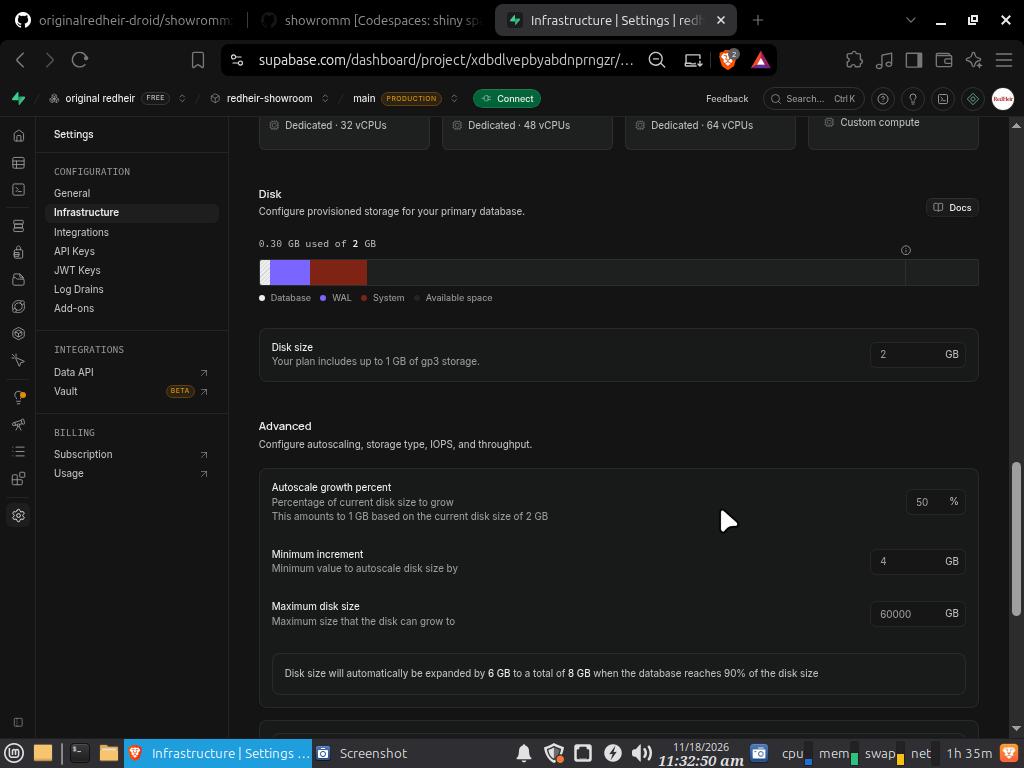 originalredheir-droid/showromm:
showromm [Codespaces: shiny sp
Infrastructure | Settings | redh
supabase.com/dashboard/project/xdbdlvepbyabdnprngzr/...
2
original redheir
FREE
redheir-showroom
main
PRODUCTION
Connect
Feedback
Search...
Ctrl K
RedHeir
Settings
CONFIGURATION
General
Infrastructure
Integrations
API Keys
JWT Keys
Log Drains
Add-ons
INTEGRATIONS
Data API
Vault
BETA
BILLING
Subscription
Usage
Dedicated · 32 vCPUs
Dedicated · 48 vCPUs
Dedicated · 64 vCPUs
Custom compute
Disk
Configure provisioned storage for your primary database.
Docs
0.30 GB used of 2 GB
Database
WAL
System
Available space
Disk size
Your plan includes up to 1 GB of gp3 storage.
2 GB
Advanced
Configure autoscaling, storage type, IOPS, and throughput.
Autoscale growth percent
Percentage of current disk size to grow
This amounts to 1 GB based on the current disk size of 2 GB
50 %
Minimum increment
Minimum value to autoscale disk size by
4 GB
Maximum disk size
Maximum size that the disk can grow to
60000 GB
Disk size will automatically be expanded by 6 GB to a total of 8 GB when the database reaches 90% of the disk size
Infrastructure | Settings ...
Screenshot
11/18/2026
11:32:50 am
cpu
mem
swap
net
1h 35m